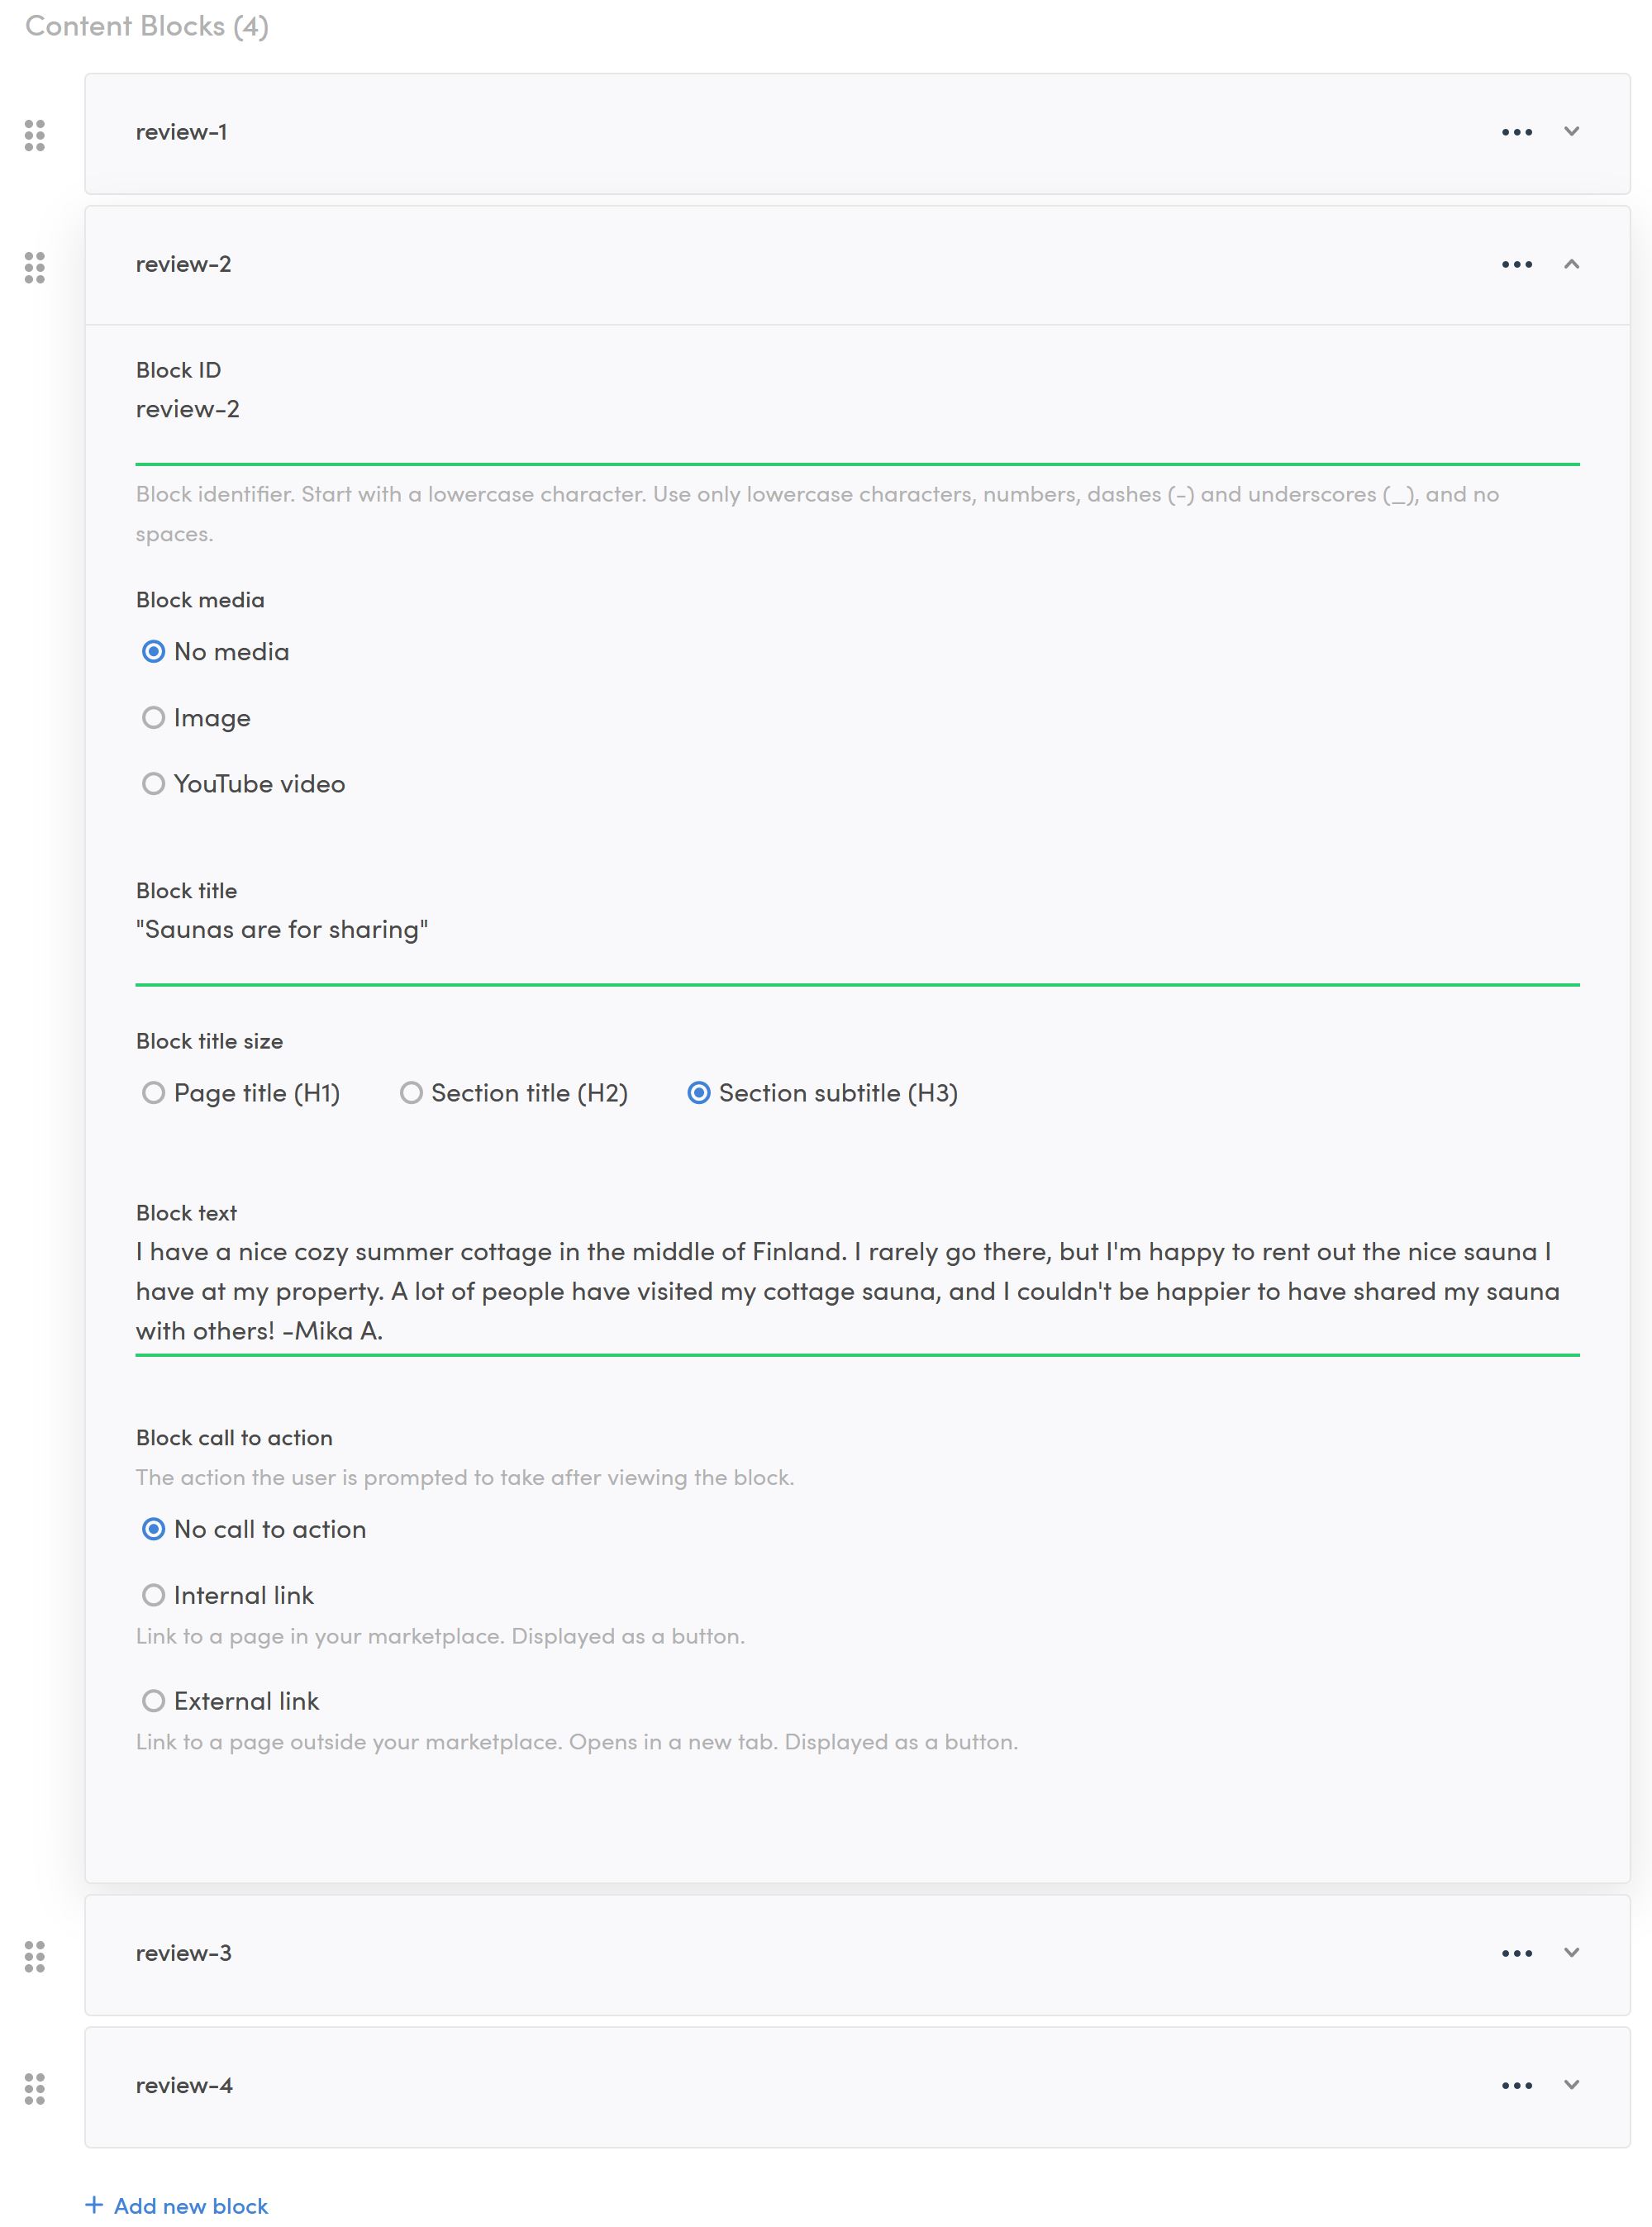 Content Blocks (4)
review-1
review-2
Block ID
review-2
Block identifier. Start with a lowercase character. Use only lowercase characters, numbers, dashes (-) and underscores (_), and no
spaces.
Block media
No media
Image
YouTube video
Block title
"Saunas are for sharing"
Block title size
Page title (H1) Section title (H2) Section subtitle (H3)
Block text
I have a nice cozy summer cottage in the middle of Finland. I rarely go there, but I'm happy to rent out the nice sauna I
have at my property. A lot of people have visited my cottage sauna, and I couldn't be happier to have shared my sauna
with others! -Mika A.
Block call to action
The action the user is prompted to take after viewing the block.
No call to action
Internal link
Link to a page in your marketplace. Displayed as a button.
External link
Link to a page outside your marketplace. Opens in a new tab. Displayed as a button.
review-3
review-4
+ Add new block